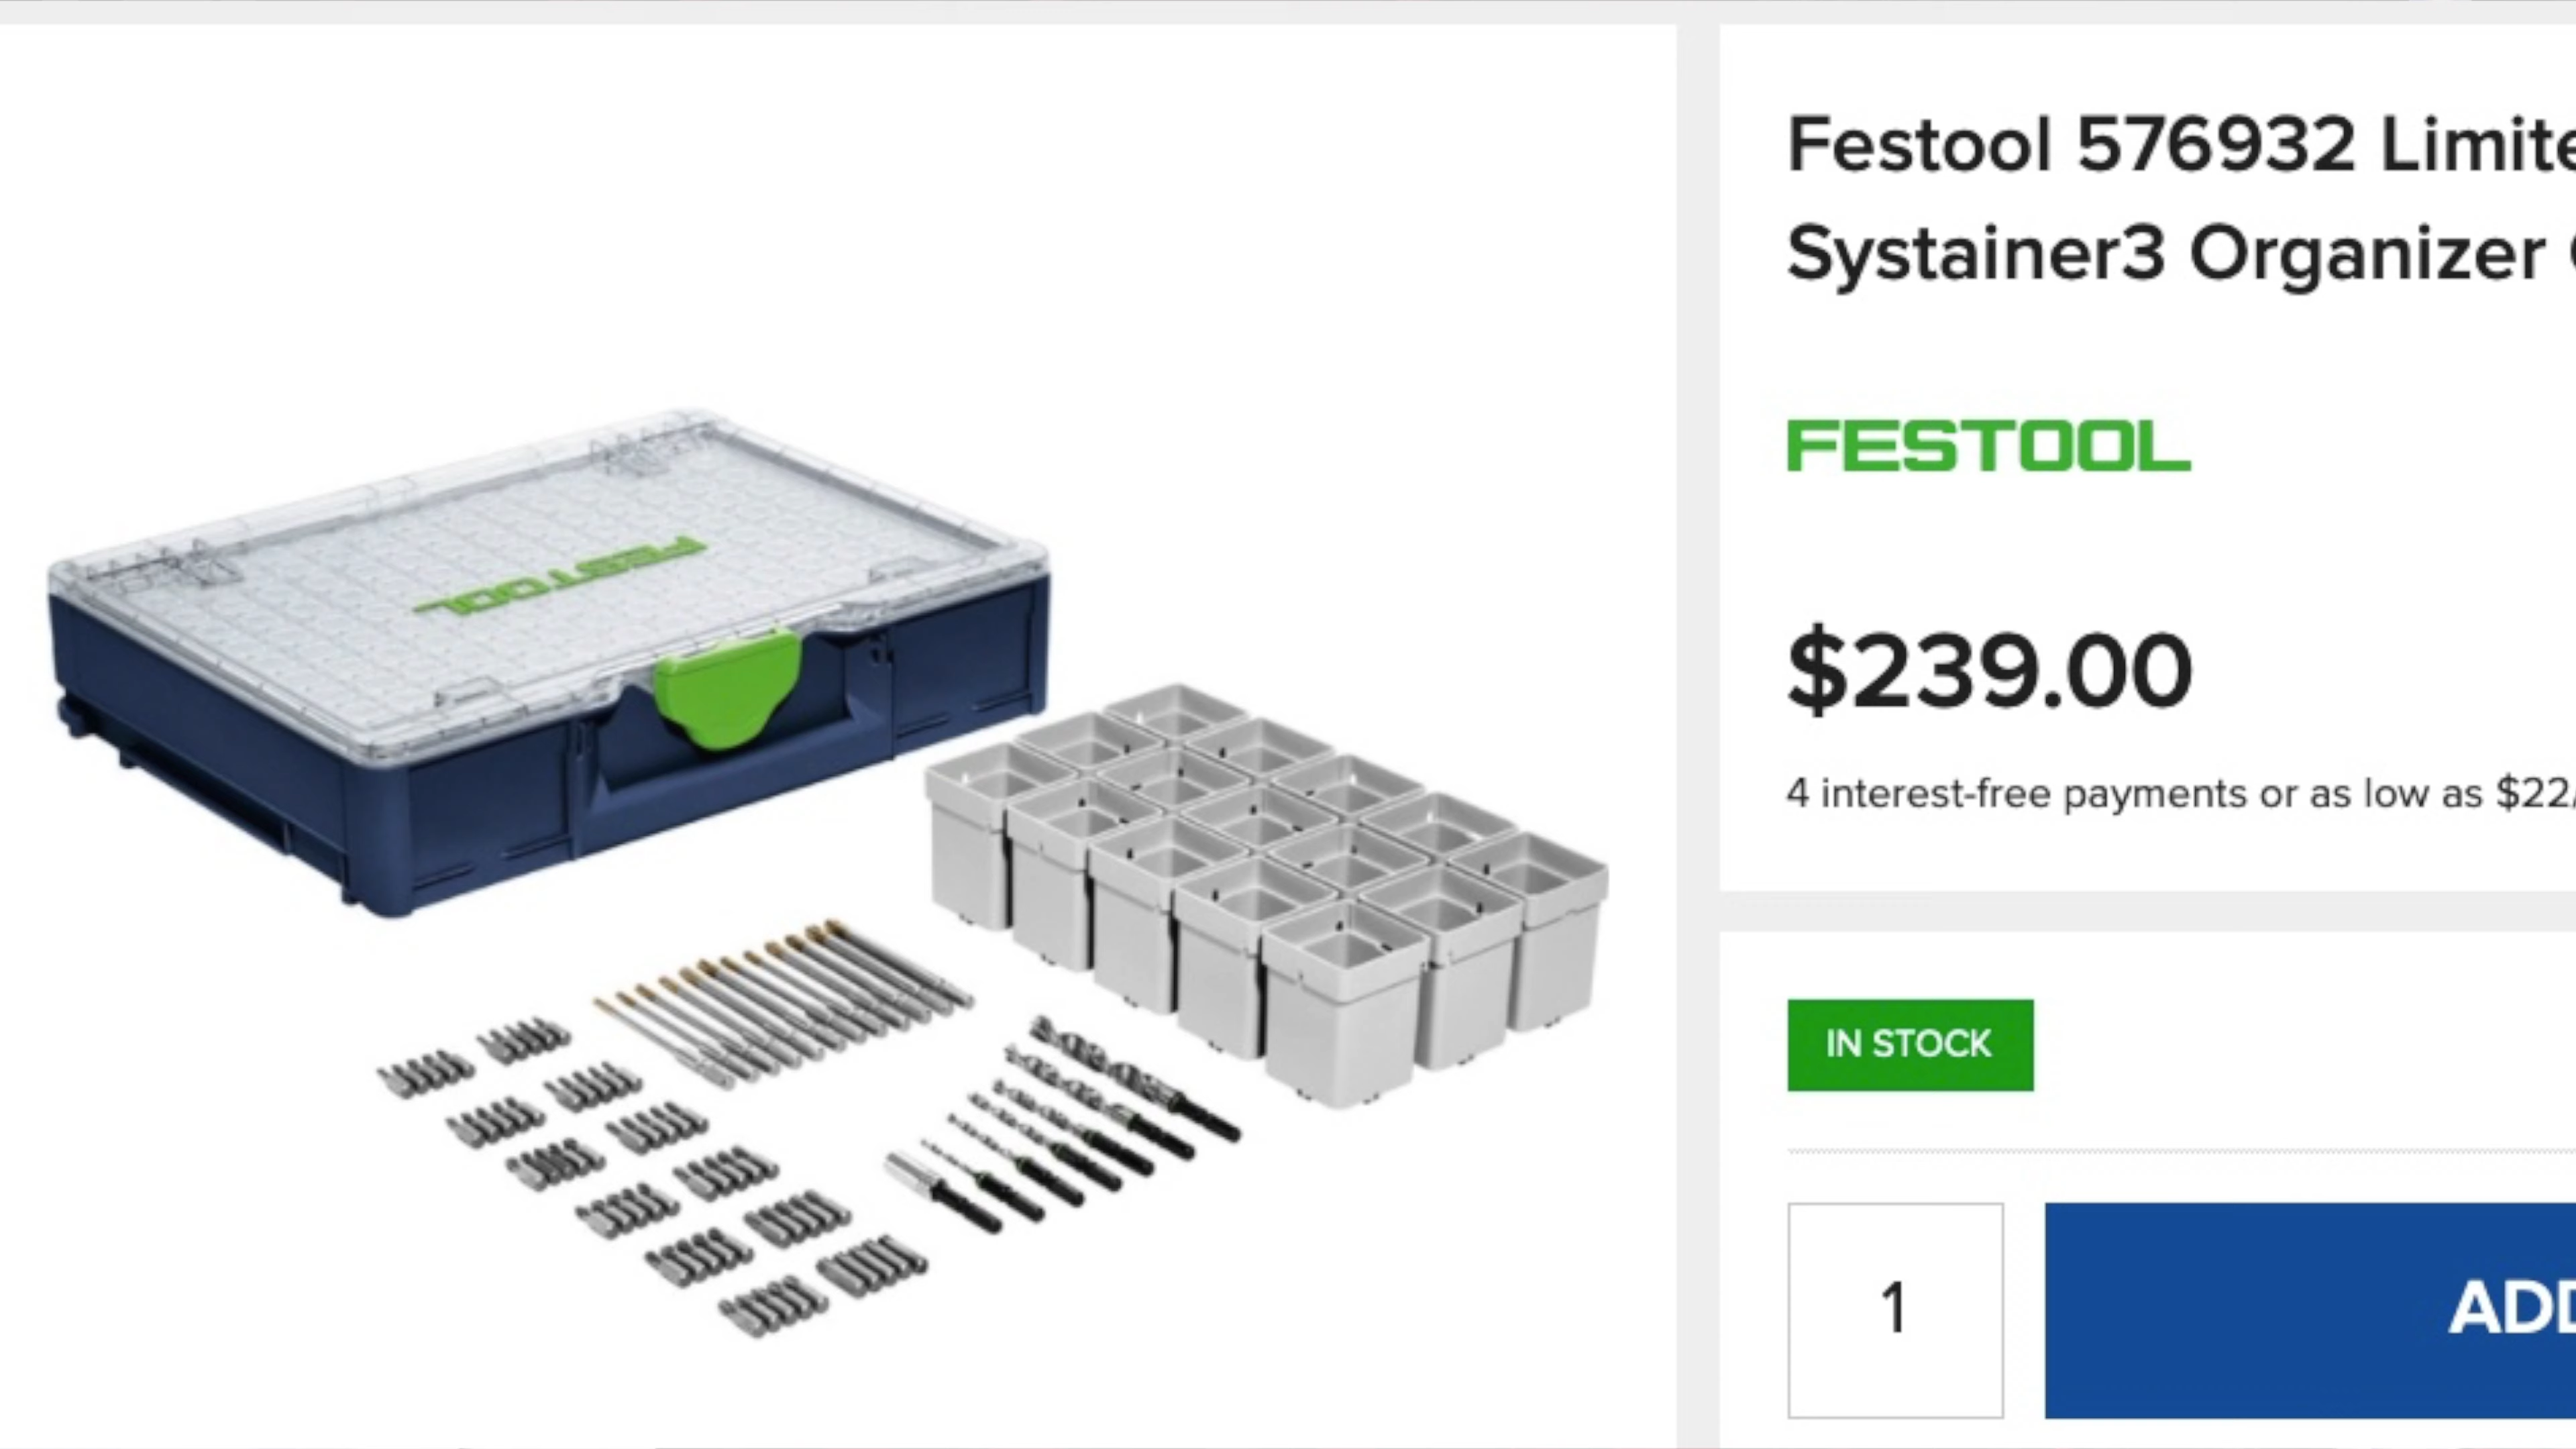 FESTOOL
Festool 576932 Limite
Systainer3 Organizer
FESTOOL
$239.00
4 interest-free payments or as low as $22/
IN STOCK
1
ADD